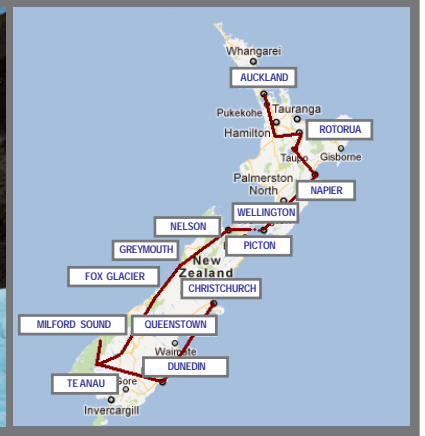 Whangarei
AUCKLAND
Pukekohe
Tauranga
Hamilton
ROTORUA
Taupo
Gisborne
Palmerston
North
NAPIER
WELLINGTON
NELSON
PICTON
GREYMOUTH
New
Zealand
FOX GLACIER
CHRISTCHURCH
MILFORD SOUND
QUEENSTOWN
Waimate
DUNEDIN
TE ANAU
Gore
Invercargill